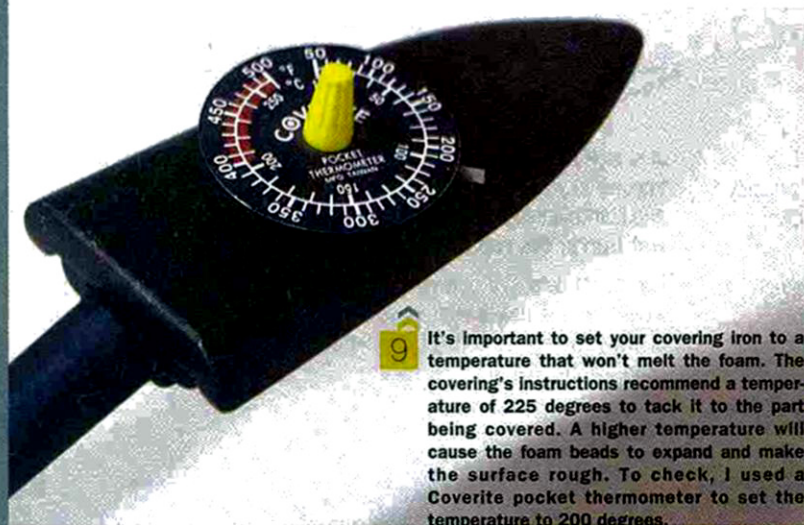 50
100
150
200
250
300
350
400
450
500
°F
°C
50
100
150
200
250
POCKET
THERMOMETER
MFG TAIWAN
9
It's important to set your covering iron to a
temperature that won't melt the foam. The
covering's instructions recommend a temper-
ature of 225 degrees to tack it to the part
being covered. A higher temperature will
cause the foam beads to expand and make
the surface rough. To check, I used a
Coverite pocket thermometer to set the
temperature to 200 degrees.